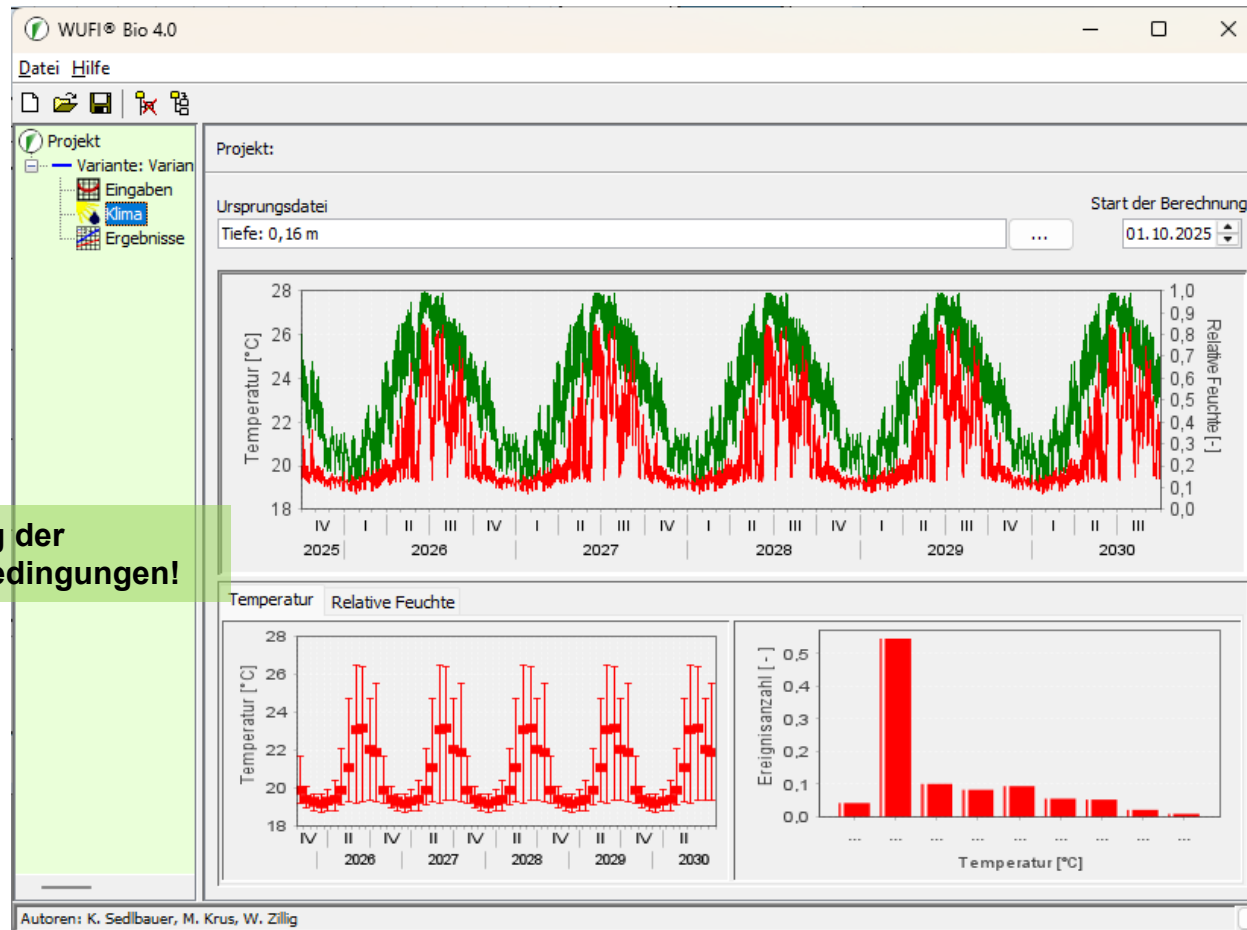 WUFI® Bio 4.0
Datei Hilfe
Projekt
Variante: Varian
Eingaben
Klima
Ergebnisse
Projekt:
Ursprungsdatei
Start der Berechnung
Tiefe: 0,16 m
...
01.10.2025
28
26
24
22
20
18
Temperatur [°C]
1,0
0,9
0,8
0,7
0,6
0,5
0,4
0,3
0,2
0,1
0,0
Relative Feuchte [-]
IV I II III IV I II III IV I II III IV I II III IV I II III
2025 2026 2027 2028 2029 2030
g der
edingungen!
Temperatur Relative Feuchte
28
26
24
22
20
18
Temperatur [°C]
IV II IV II IV II IV II IV II
2026 2027 2028 2029 2030
0,5
0,4
0,3
0,2
0,1
0,0
Ereignisanzahl [-]
... ... ... ... ... ... ... ... ...
Temperatur [°C]
Autoren: K. Sedlbauer, M. Krus, W. Zillig